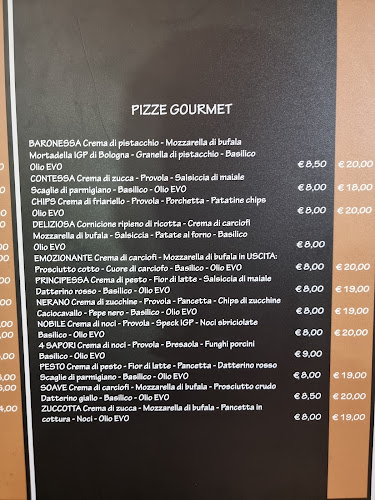 PIZZE GOURMET
BARONESSA Crema di pistacchio - Mozzarella di bufala
Mortadella IGP di Bologna - Granella di pistacchio - Basilico
Olio EVO € 8,50 € 20,00
CONTESSA Crema di zucca - Provola - Salsiccia di maiale
Scaglie di parmigiano - Basilico - Olio EVO € 8,00 € 18,00
CHIPS Crema di friariello - Provola - Porchetta - Patatine chips
Olio EVO € 8,00 € 20,00
DELIZIOSA Cornicione ripieno di ricotta - Crema di carciofi
Mozzarella di bufala - Salsiccia - Patate al forno - Basilico
Olio EVO € 8,00
EMOZIONANTE Crema di carciofi - Mozzarella di bufala in USCITA:
Prosciutto cotto - Cuore di carciofo - Basilico - Olio EVO € 8,00 € 20,00
PRINCIPESSA Crema di pesto - Fior di latte - Salsiccia di maiale
Datterino rosso - Basilico - Olio EVO € 8,00 € 19,00
NERANO Crema di zucchine - Provola - Pancetta - Chips di zucchine
Caciocavallo - Pepe nero - Basilico - Olio EVO € 8,00 € 19,00
NOBILE Crema di noci - Provola - Speck IGP - Noci sbriciolate
Basilico - Olio EVO € 8,00 € 20,00
4 SAPORI Crema di noci - Provola - Bresaola - Funghi porcini
Basilico - Olio EVO € 9,00
PESTO Crema di pesto - Fior di latte - Pancetta - Datterino rosso
Scaglie di parmigiano - Basilico - Olio EVO € 8,00 € 19,00
SOAVE Crema di carciofi - Mozzarella di bufala - Prosciutto crudo
Datterino giallo - Basilico - Olio EVO € 8,50 € 20,00
ZUCCOTTA Crema di zucca - Mozzarella di bufala - Pancetta in
cottura - Noci - Olio EVO € 8,00 € 19,00